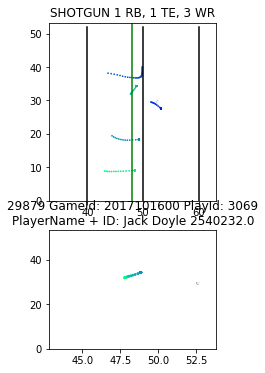 SHOTGUN 1 RB, 1 TE, 3 WR
50
40
30
20
10
0
40 50 60
29879 GameId: 2017101600 PlayId: 3069
PlayerName + ID: Jack Doyle 2540232.0
40
20
0
45.0 47.5 50.0 52.5